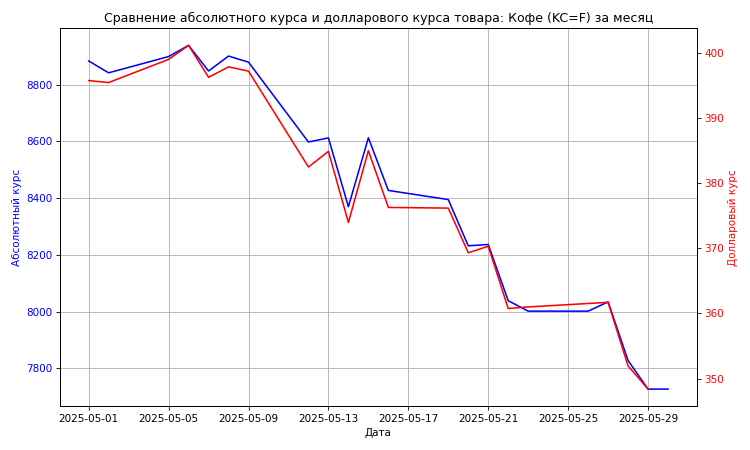 Сравнение абсолютного курса и долларового курса товара: Кофе (KC=F) за месяц
Абсолютный курс
8800
8600
8400
8200
8000
7800
400
390
380
370
360
350
Долларовый курс
2025-05-01 2025-05-05 2025-05-09 2025-05-13 2025-05-17 2025-05-21 2025-05-25 2025-05-29
Дата